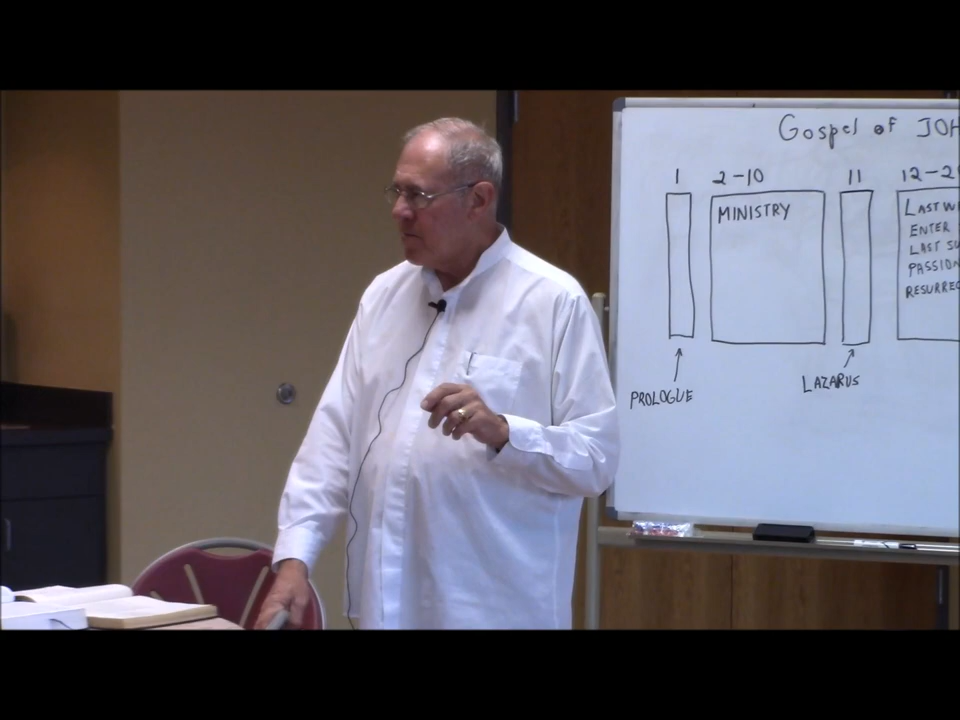 Gospel of JOH
1 2-10 11 12-2
MINISTRY
LAST W
ENTER
LAST SU
PASSION
RESURREC
PROLOGUE
LAZARUS